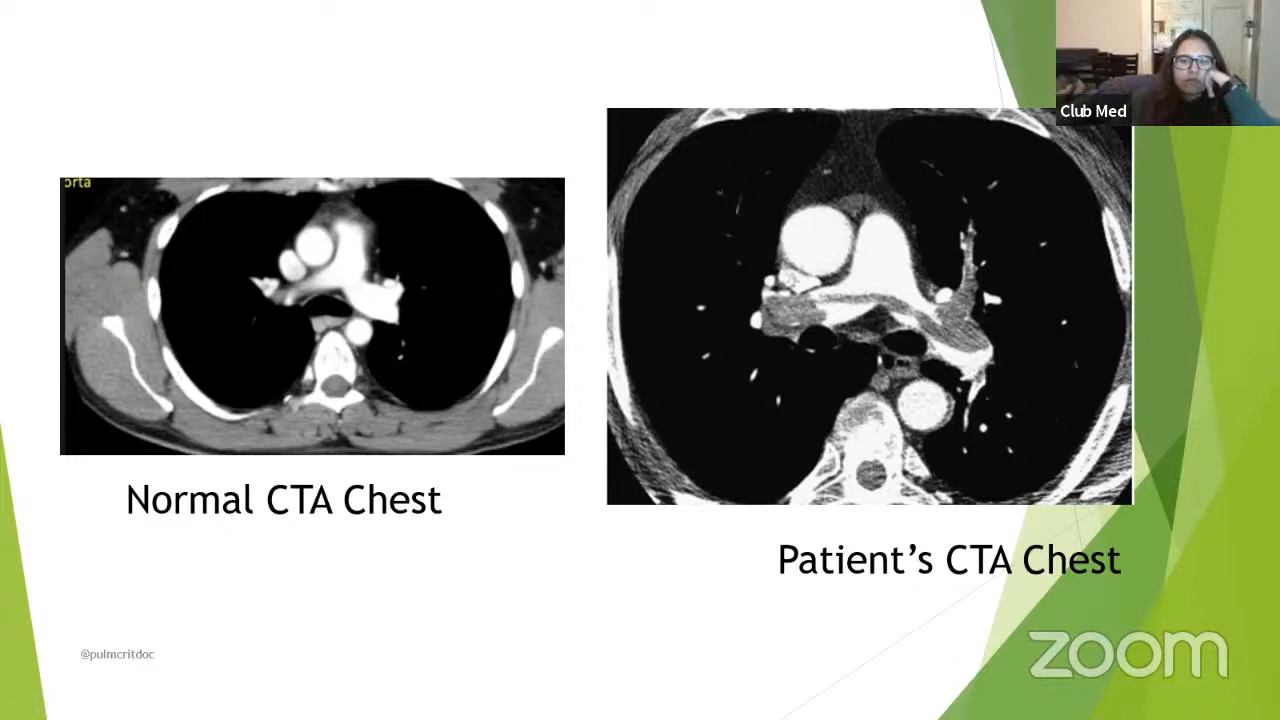 Club Med
orta
Normal CTA Chest
Patient's CTA Chest
@pulmcritdoc
zoom